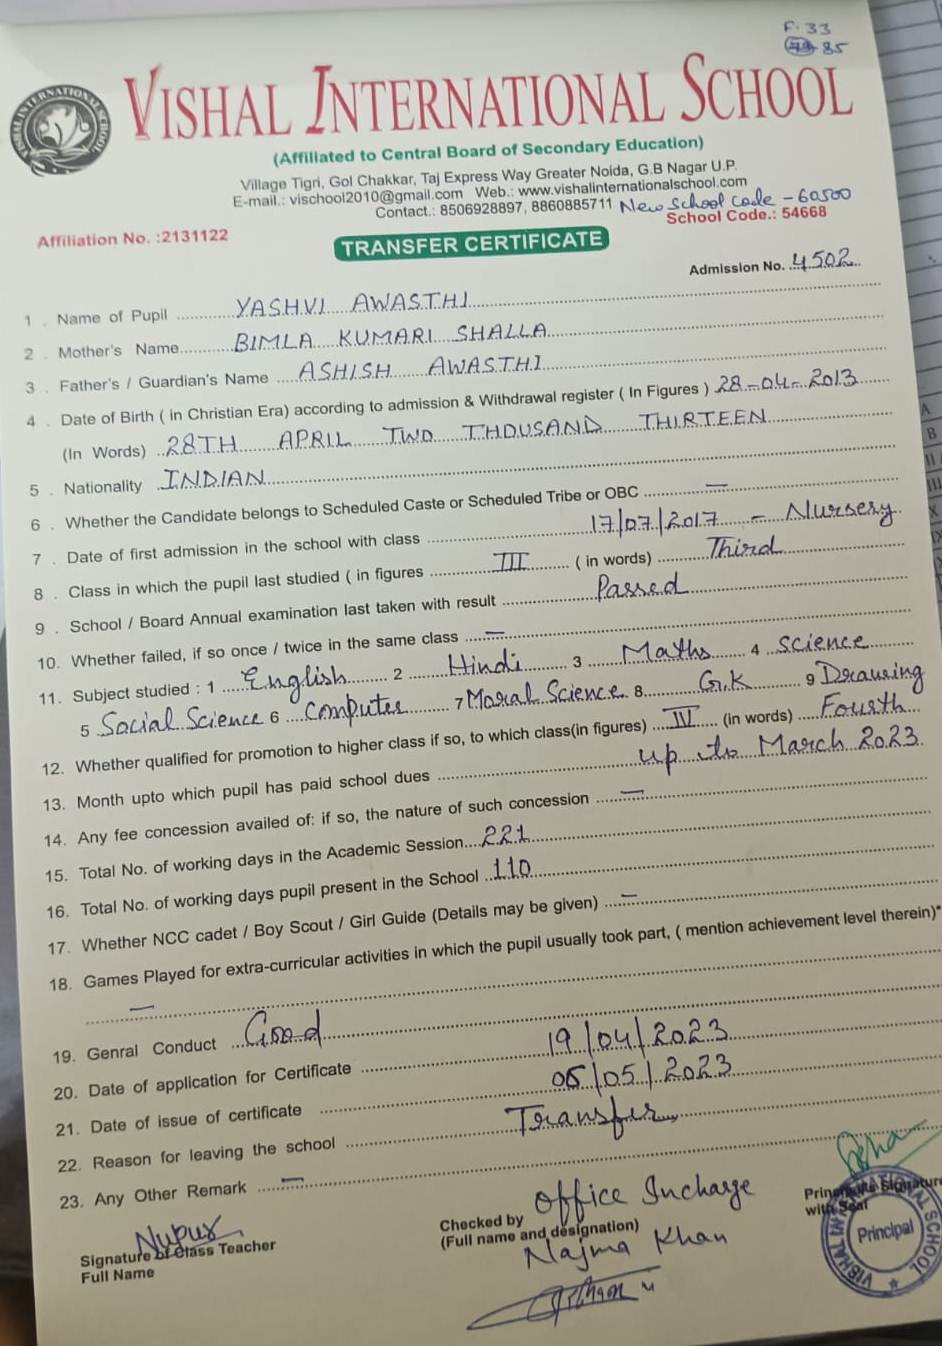 F. 33
85
VISHAL INTERNATIONAL SCHOOL
(Affiliated to Central Board of Secondary Education)
Village Tigri, Gol Chakkar, Taj Express Way Greater Noida, G.B Nagar U.P.
E-mail.: vischool2010@gmail.com Web.: www.vishalinternationalschool.com
Contact.: 8506928897, 8860885711 New School Code - 60500
School Code.: 54668
Affiliation No. :2131122
TRANSFER CERTIFICATE
Admission No. 4502
1 . Name of Pupil YASHVI AWASTHI
2 . Mother's Name BIMLA KUMARI SHALLA
3 . Father's / Guardian's Name ASHISH AWASTHI
4 . Date of Birth ( in Christian Era) according to admission & Withdrawal register ( In Figures ) 28-04-2013
(In Words) 28TH APRIL TWO THOUSAND THIRTEEN
5 . Nationality INDIAN
6 . Whether the Candidate belongs to Scheduled Caste or Scheduled Tribe or OBC —
7 . Date of first admission in the school with class 17/07/2017 - Nursery
8 . Class in which the pupil last studied ( in figures III ( in words) Third
9 . School / Board Annual examination last taken with result Passed
10. Whether failed, if so once / twice in the same class —
11. Subject studied : 1 English 2 Hindi 3 Maths 4 Science
5 Social Science 6 Computer 7 Moral Science 8 G.K 9 Drawing
12. Whether qualified for promotion to higher class if so, to which class(in figures) IV (in words) Fourth
13. Month upto which pupil has paid school dues up to March 2023
14. Any fee concession availed of: if so, the nature of such concession —
15. Total No. of working days in the Academic Session 221
16. Total No. of working days pupil present in the School 110
17. Whether NCC cadet / Boy Scout / Girl Guide (Details may be given) —
18. Games Played for extra-curricular activities in which the pupil usually took part, ( mention achievement level therein)*
—
19. Genral Conduct Good
20. Date of application for Certificate 19/04/2023
21. Date of issue of certificate 05/05/2023
22. Reason for leaving the school Transfer
23. Any Other Remark —
Nupur
Signature of Class Teacher
Full Name
Checked by Office Incharge
(Full name and designation)
Najma Khan
Principal's Signature
with Seal
VISHAL INTERNATIONAL SCHOOL
Principal